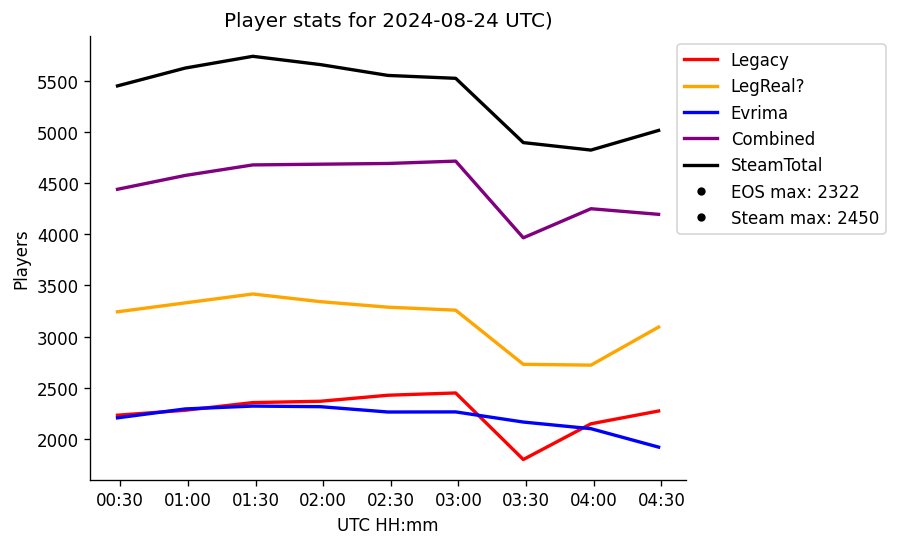 Player stats for 2024-08-24 UTC)
Legacy
LegReal?
Evrima
Combined
SteamTotal
EOS max: 2322
Steam max: 2450
Players
5500
5000
4500
4000
3500
3000
2500
2000
00:30 01:00 01:30 02:00 02:30 03:00 03:30 04:00 04:30
UTC HH:mm